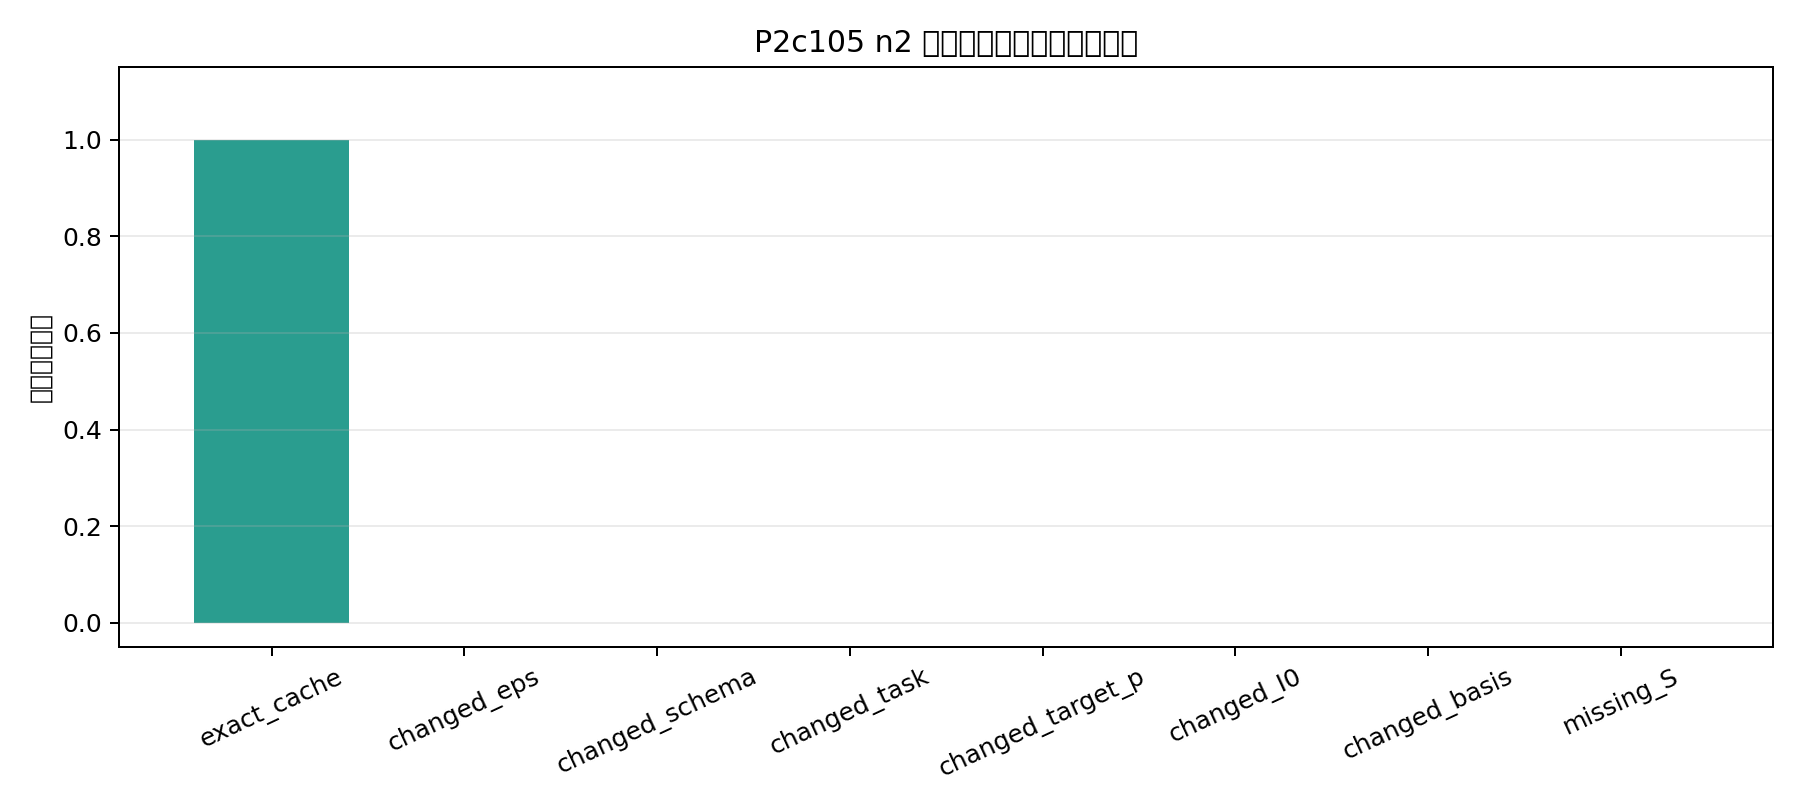 P2c105 n2
1.0
0.8
0.6
0.4
0.2
0.0
exact_cache
changed_eps
changed_schema
changed_task
changed_target_p
changed_I0
changed_basis
missing_S